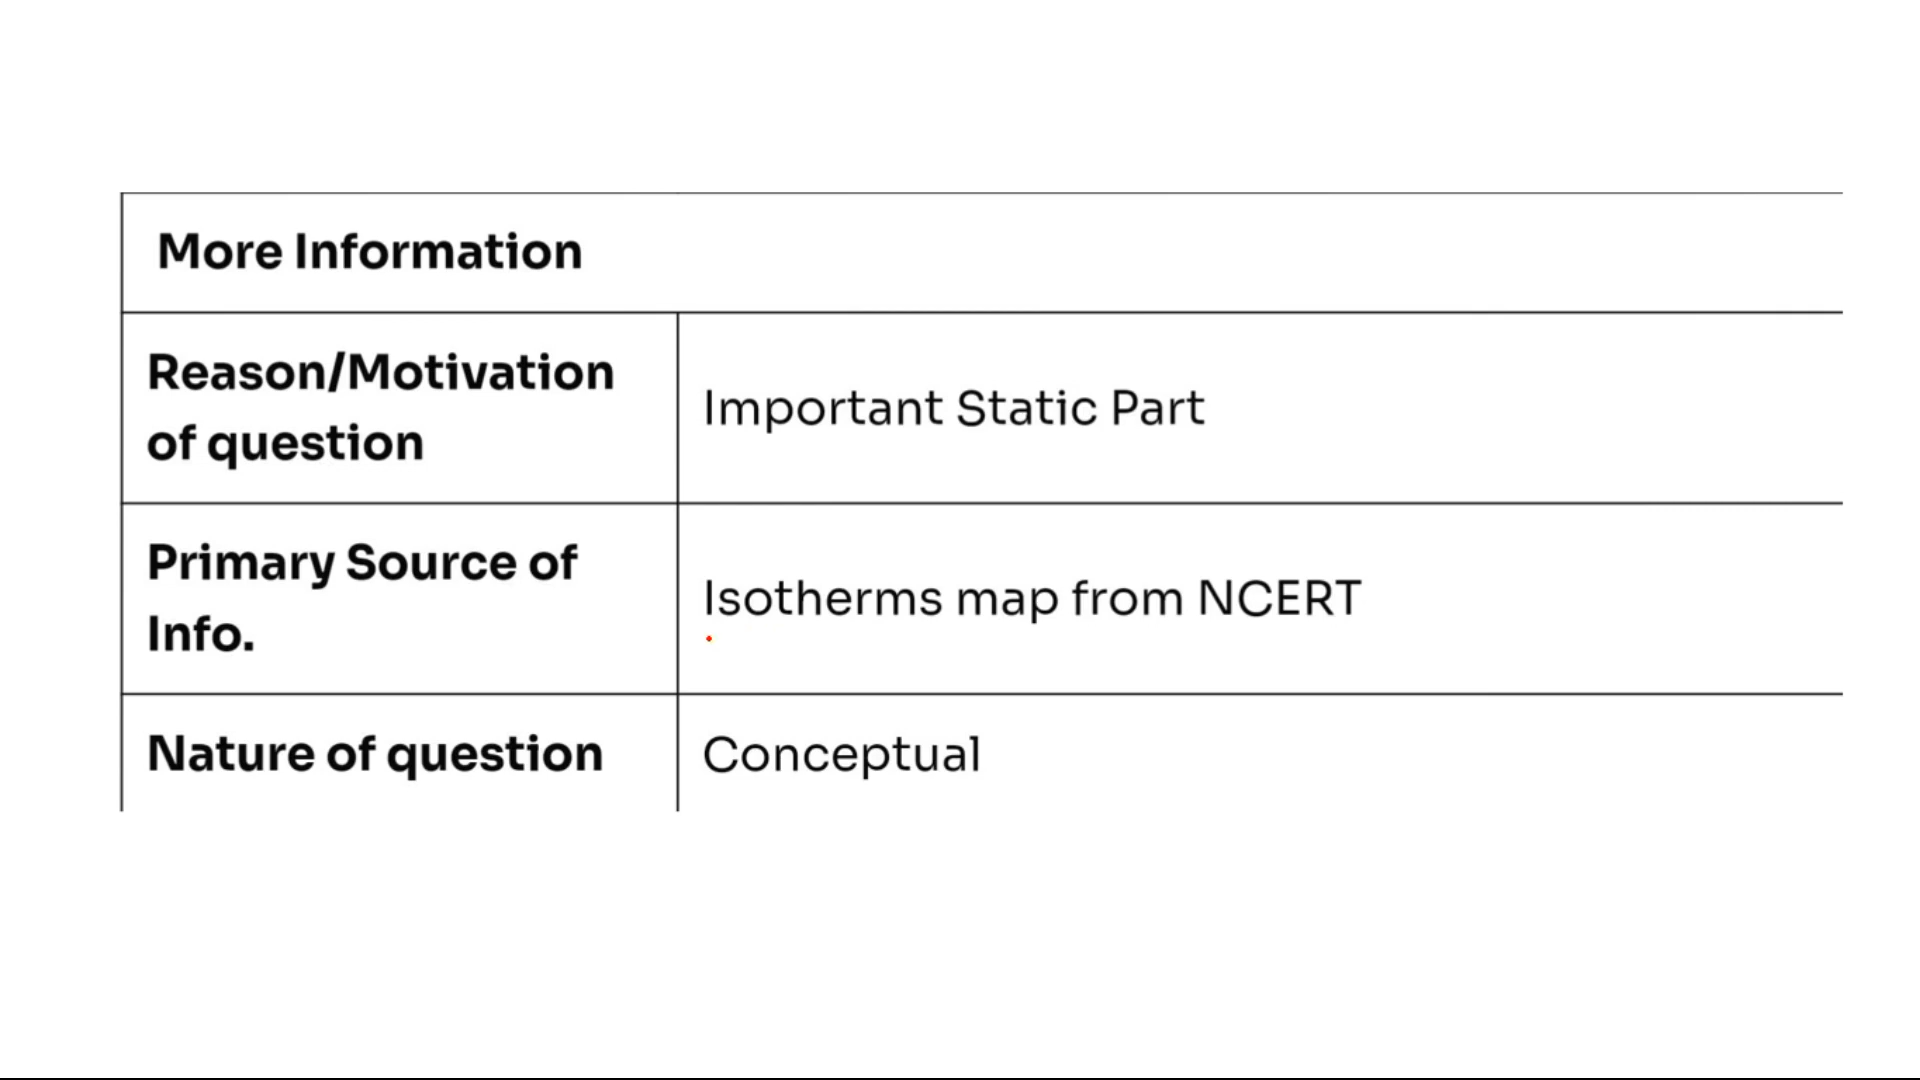 More Information
Reason/Motivation
of question
Important Static Part
Primary Source of
Info.
Isotherms map from NCERT
Nature of question
Conceptual